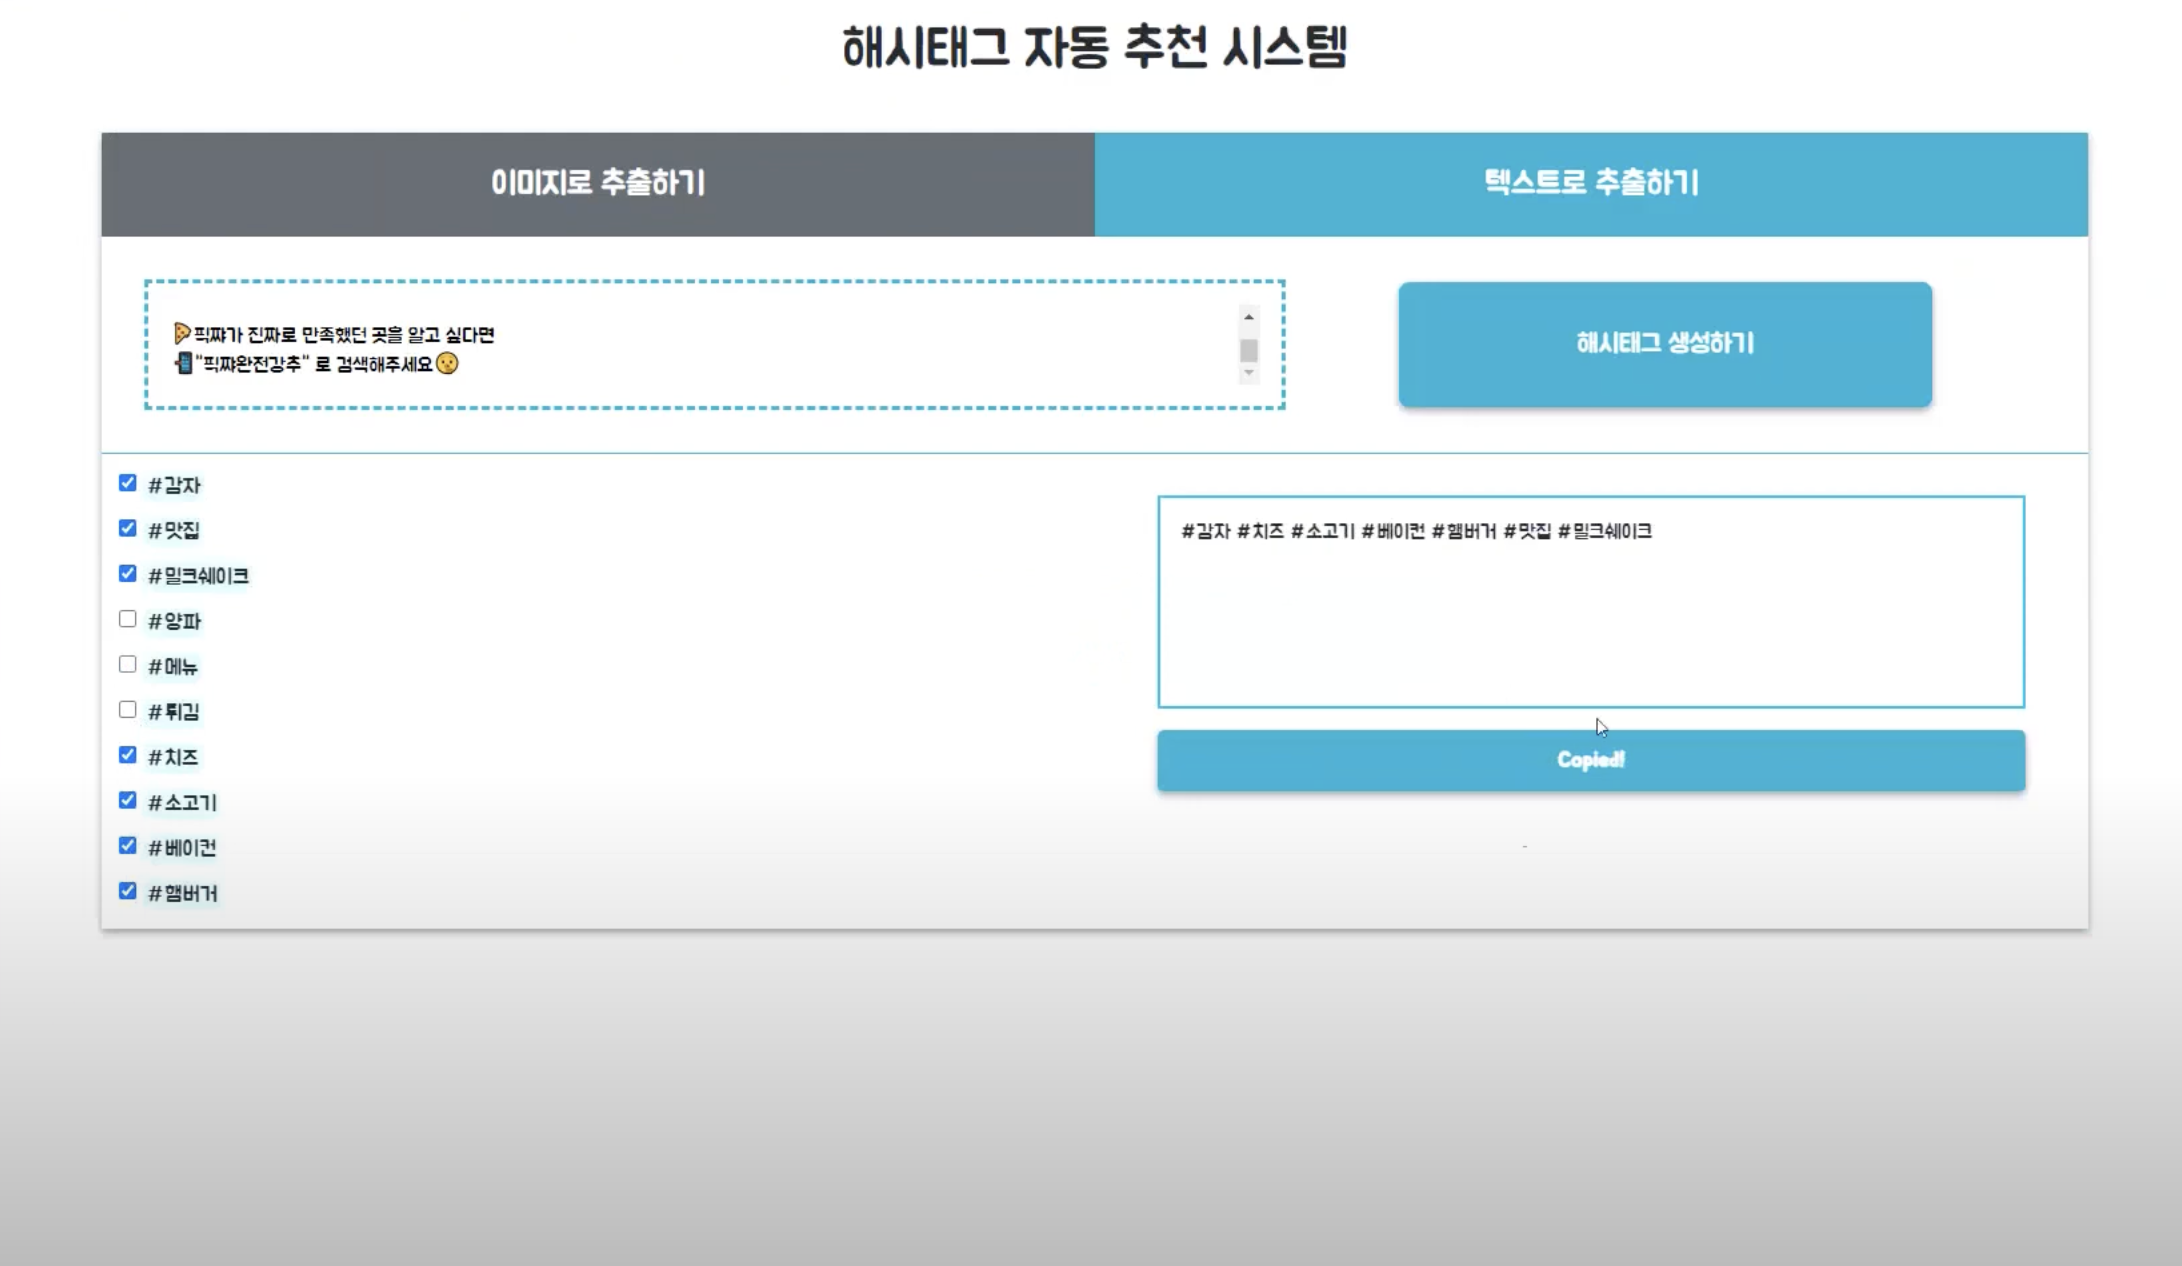 해시태그 자동 추천 시스템
이미지로 추출하기
텍스트로 추출하기
🍕픽쨔가 진짜로 만족했던 곳을 알고 싶다면
📲"픽쨔완전강추" 로 검색해주세요🤢
해시태그 생성하기
#감자
#맛집
#밀크쉐이크
#양파
#메뉴
#튀김
#치즈
#소고기
#베이컨
#햄버거
#감자 #치즈 #소고기 #베이컨 #햄버거 #맛집 #밀크쉐이크
Copied!